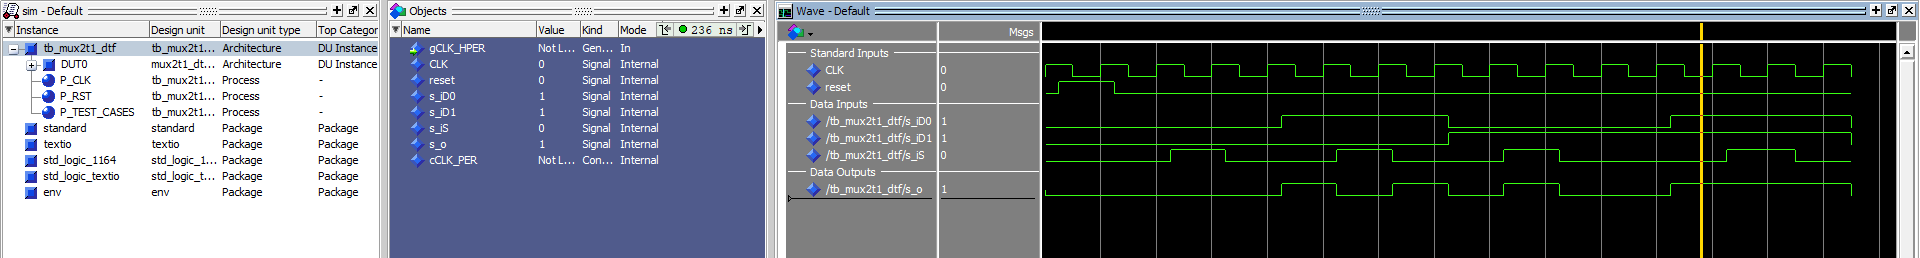 sim - Default
Instance Design unit Design unit type Top Categor
tb_mux2t1_dtf tb_mux2t1... Architecture DU Instance
DUT0 mux2t1_dt... Architecture DU Instance
P_CLK tb_mux2t1... Process -
P_RST tb_mux2t1... Process -
P_TEST_CASES tb_mux2t1... Process -
standard standard Package Package
textio textio Package Package
std_logic_1164 std_logic_1... Package Package
std_logic_textio std_logic_t... Package Package
env env Package Package
Objects
Name Value Kind Mode 236 ns
gCLK_HPER Not L... Gen... In
CLK 0 Signal Internal
reset 0 Signal Internal
s_iD0 1 Signal Internal
s_iD1 1 Signal Internal
s_iS 0 Signal Internal
s_o 1 Signal Internal
cCLK_PER Not L... Con... Internal
Wave - Default
Msgs
Standard Inputs
CLK 0
reset 0
Data Inputs
/tb_mux2t1_dtf/s_iD0 1
/tb_mux2t1_dtf/s_iD1 1
/tb_mux2t1_dtf/s_iS 0
Data Outputs
/tb_mux2t1_dtf/s_o 1